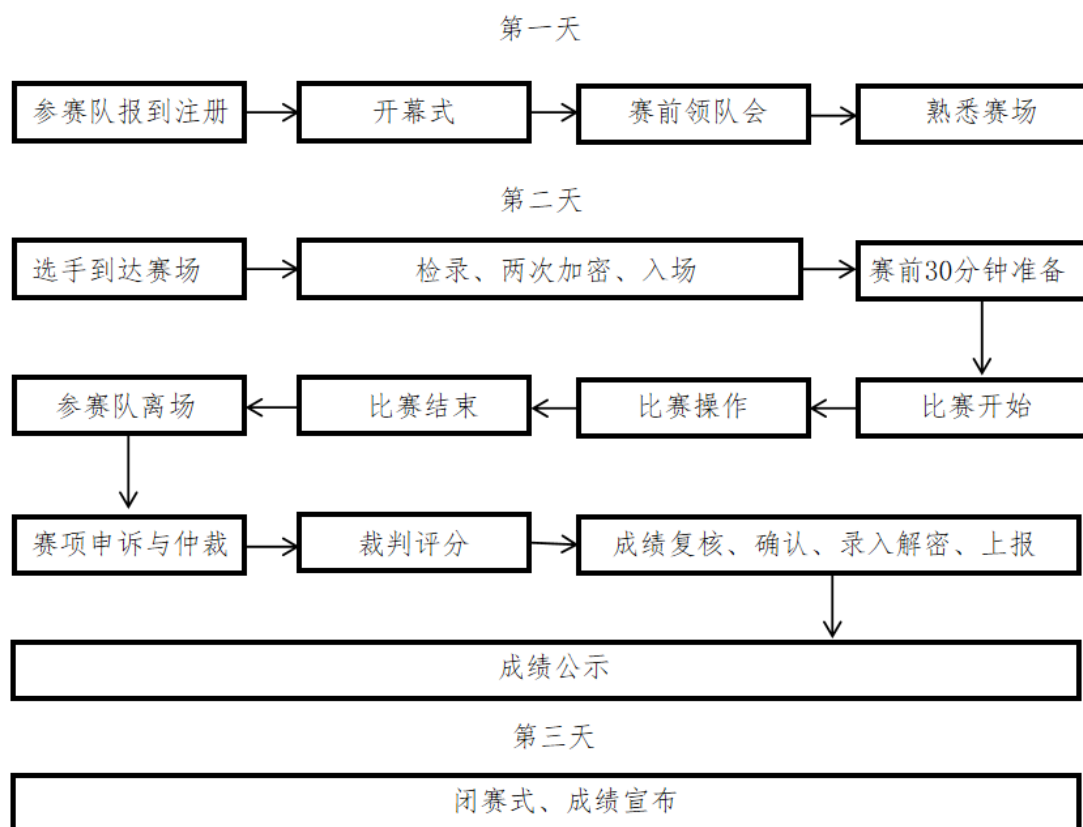 第一天
参赛队报到注册
开幕式
赛前领队会
熟悉赛场
第二天
选手到达赛场
检录、两次加密、入场
赛前30分钟准备
参赛队离场
比赛结束
比赛操作
比赛开始
赛项申诉与仲裁
裁判评分
成绩复核、确认、录入解密、上报
成绩公示
第三天
闭赛式、成绩宣布